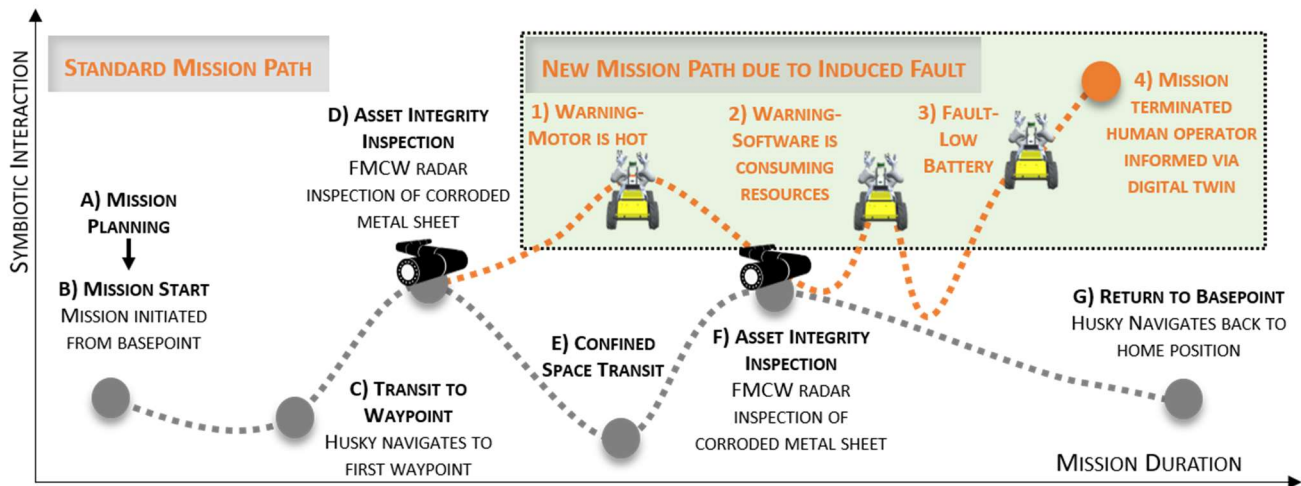 SYMBIOTIC INTERACTION
STANDARD MISSION PATH
A) MISSION
PLANNING
B) MISSION START
MISSION INITIATED
FROM BASEPOINT
C) TRANSIT TO
WAYPOINT
HUSKY NAVIGATES TO
FIRST WAYPOINT
D) ASSET INTEGRITY
INSPECTION
FMCW RADAR
INSPECTION OF CORRODED
METAL SHEET
E) CONFINED
SPACE TRANSIT
F) ASSET INTEGRITY
INSPECTION
FMCW RADAR
INSPECTION OF
CORRODED METAL SHEET
G) RETURN TO BASEPOINT
HUSKY NAVIGATES BACK TO
HOME POSITION
NEW MISSION PATH DUE TO INDUCED FAULT
1) WARNING-
MOTOR IS HOT
2) WARNING-
SOFTWARE IS
CONSUMING
RESOURCES
3) FAULT-
LOW
BATTERY
4) MISSION
TERMINATED
HUMAN OPERATOR
INFORMED VIA
DIGITAL TWIN
MISSION DURATION